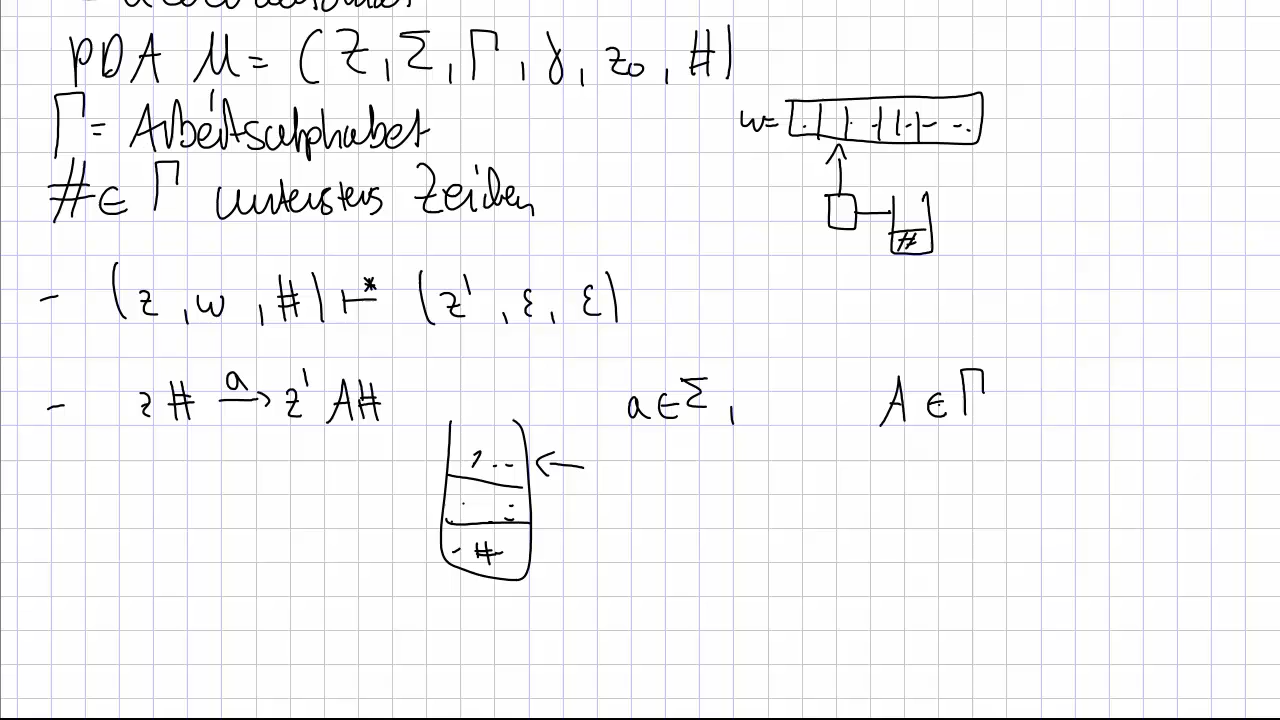 PDA M = (Z, Σ, Γ, δ, z₀, #)
Γ = Arbeitsalphabet
w=
# ∈ Γ unterstes Zeichen
#
- (z, w, #) ⊢* (z', ε, ε)
- z# →ᵃ z' A# a ∈ Σ, A ∈ Γ
#